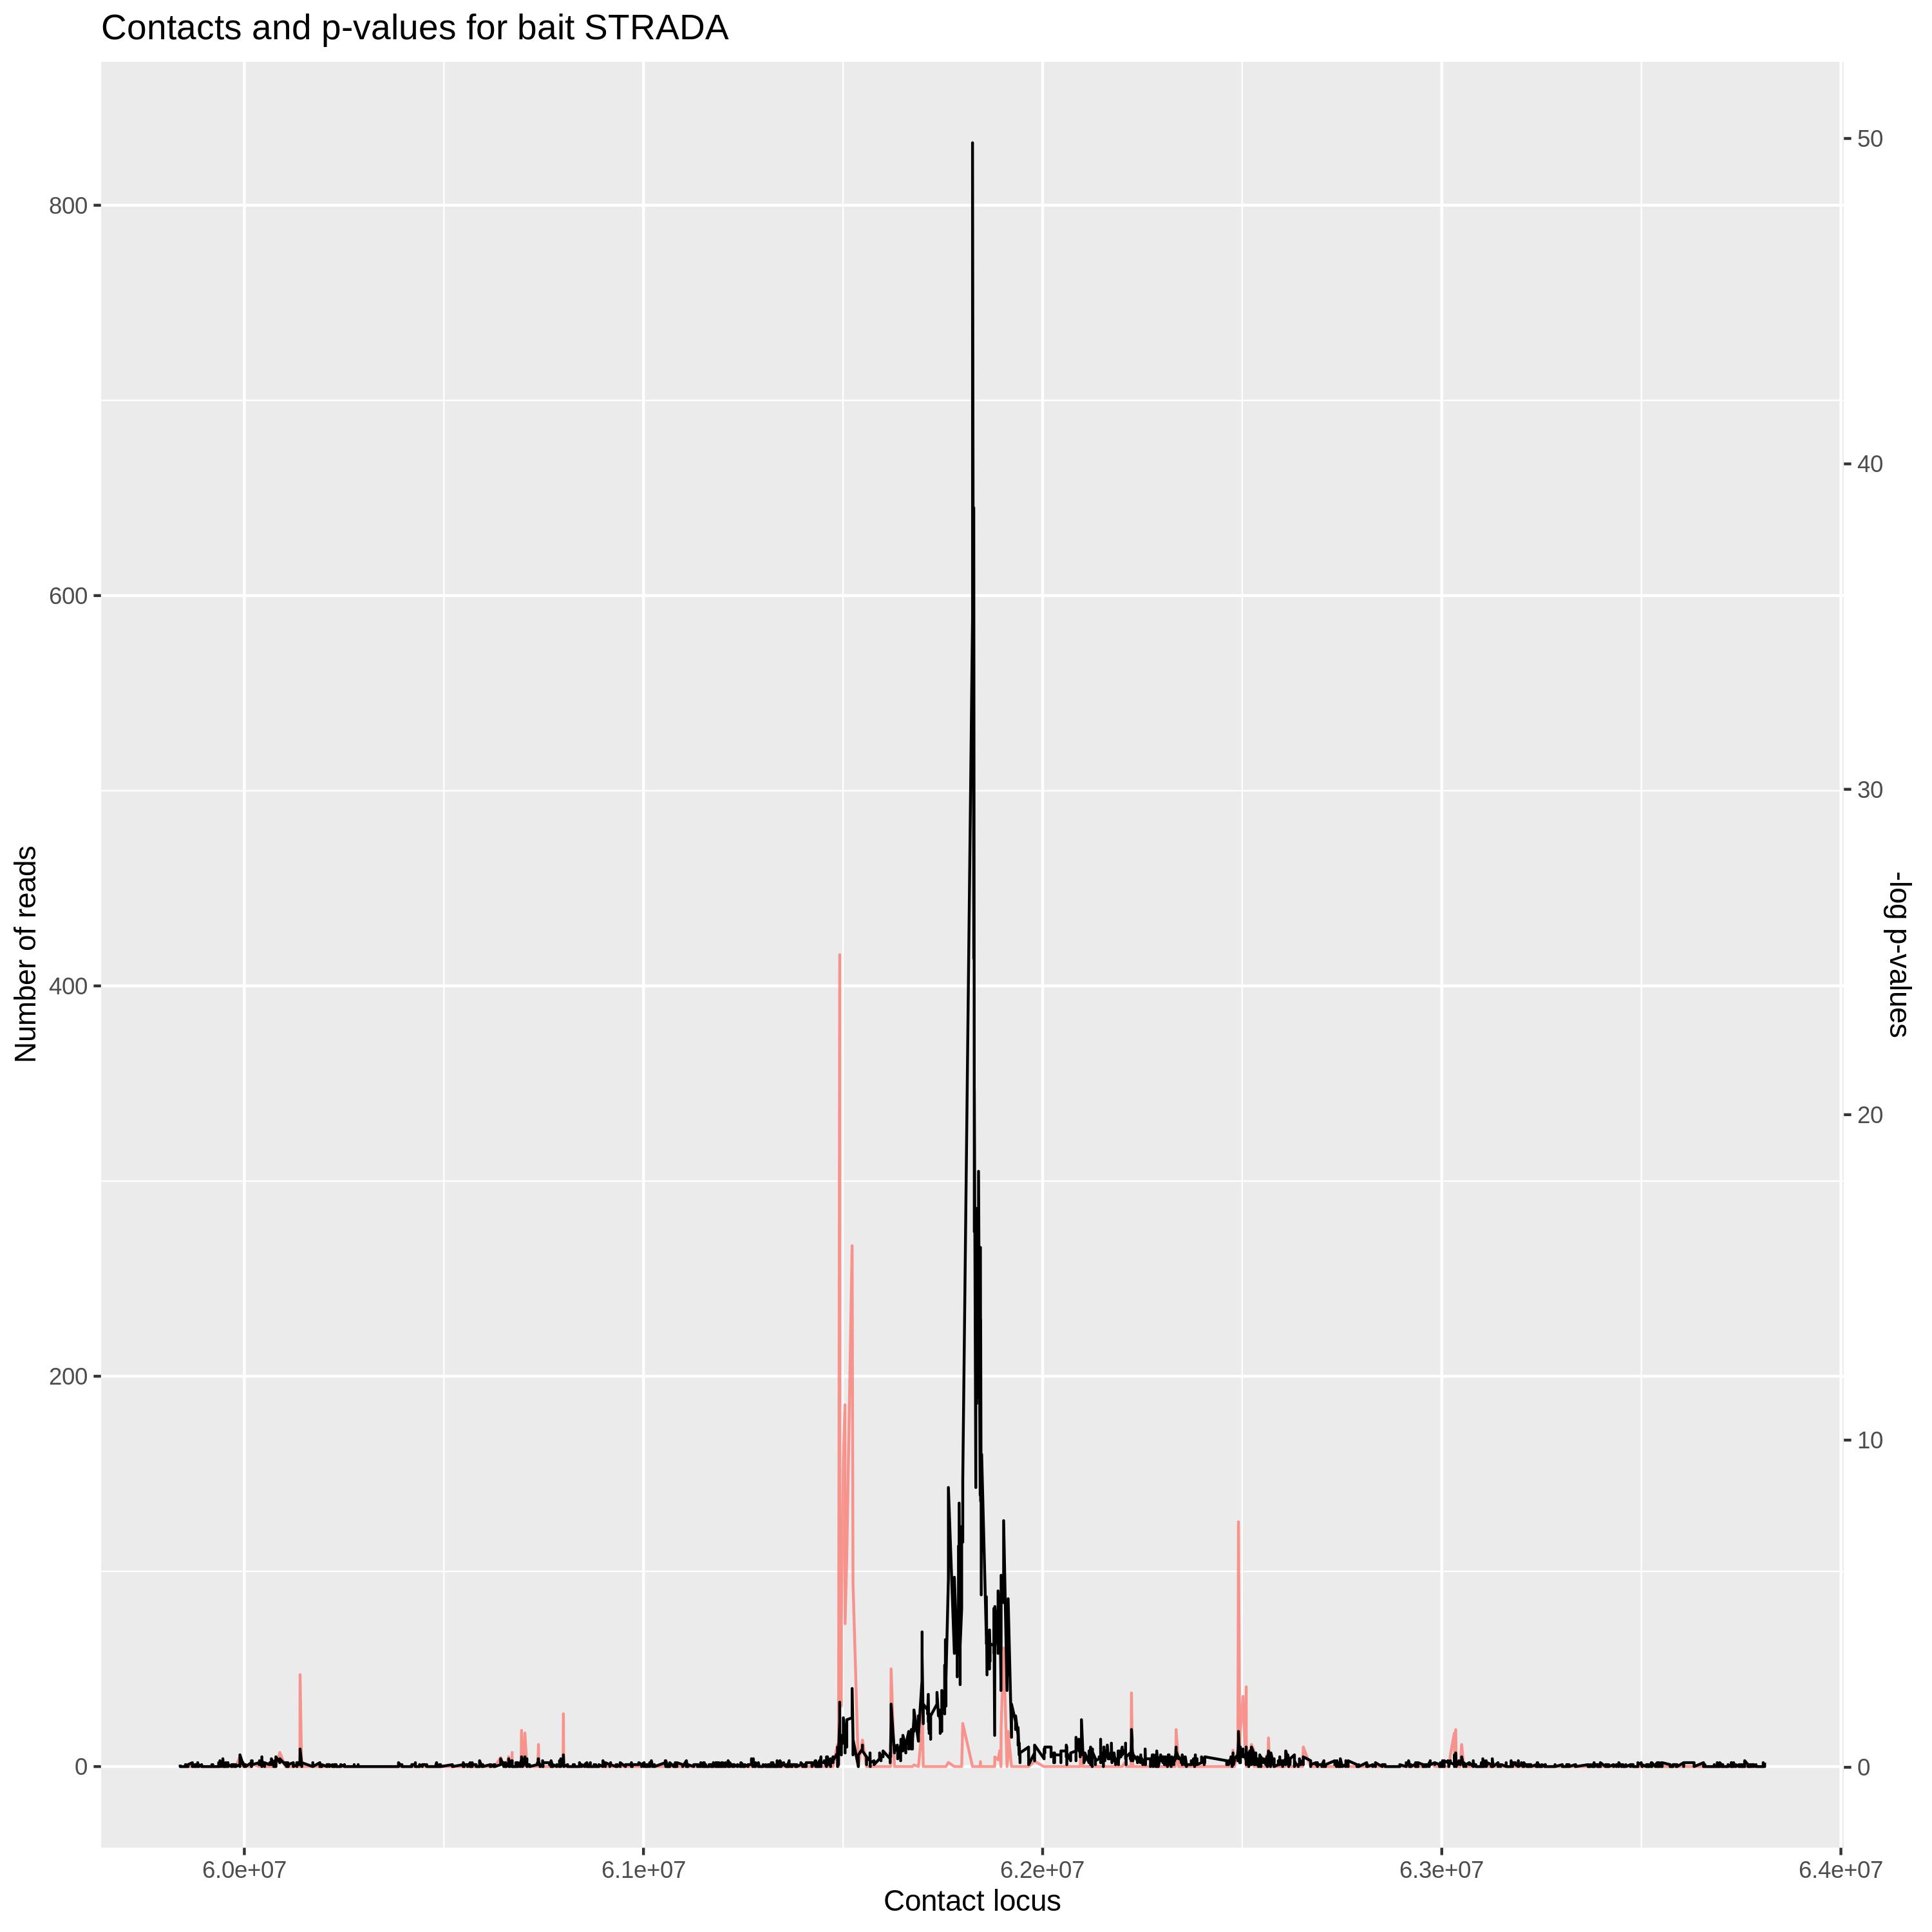 Contacts and p-values for bait STRADA
Number of reads
800
600
400
200
0
50
40
30
20
10
0
-log p-values
6.0e+07
6.1e+07
6.2e+07
6.3e+07
6.4e+07
Contact locus